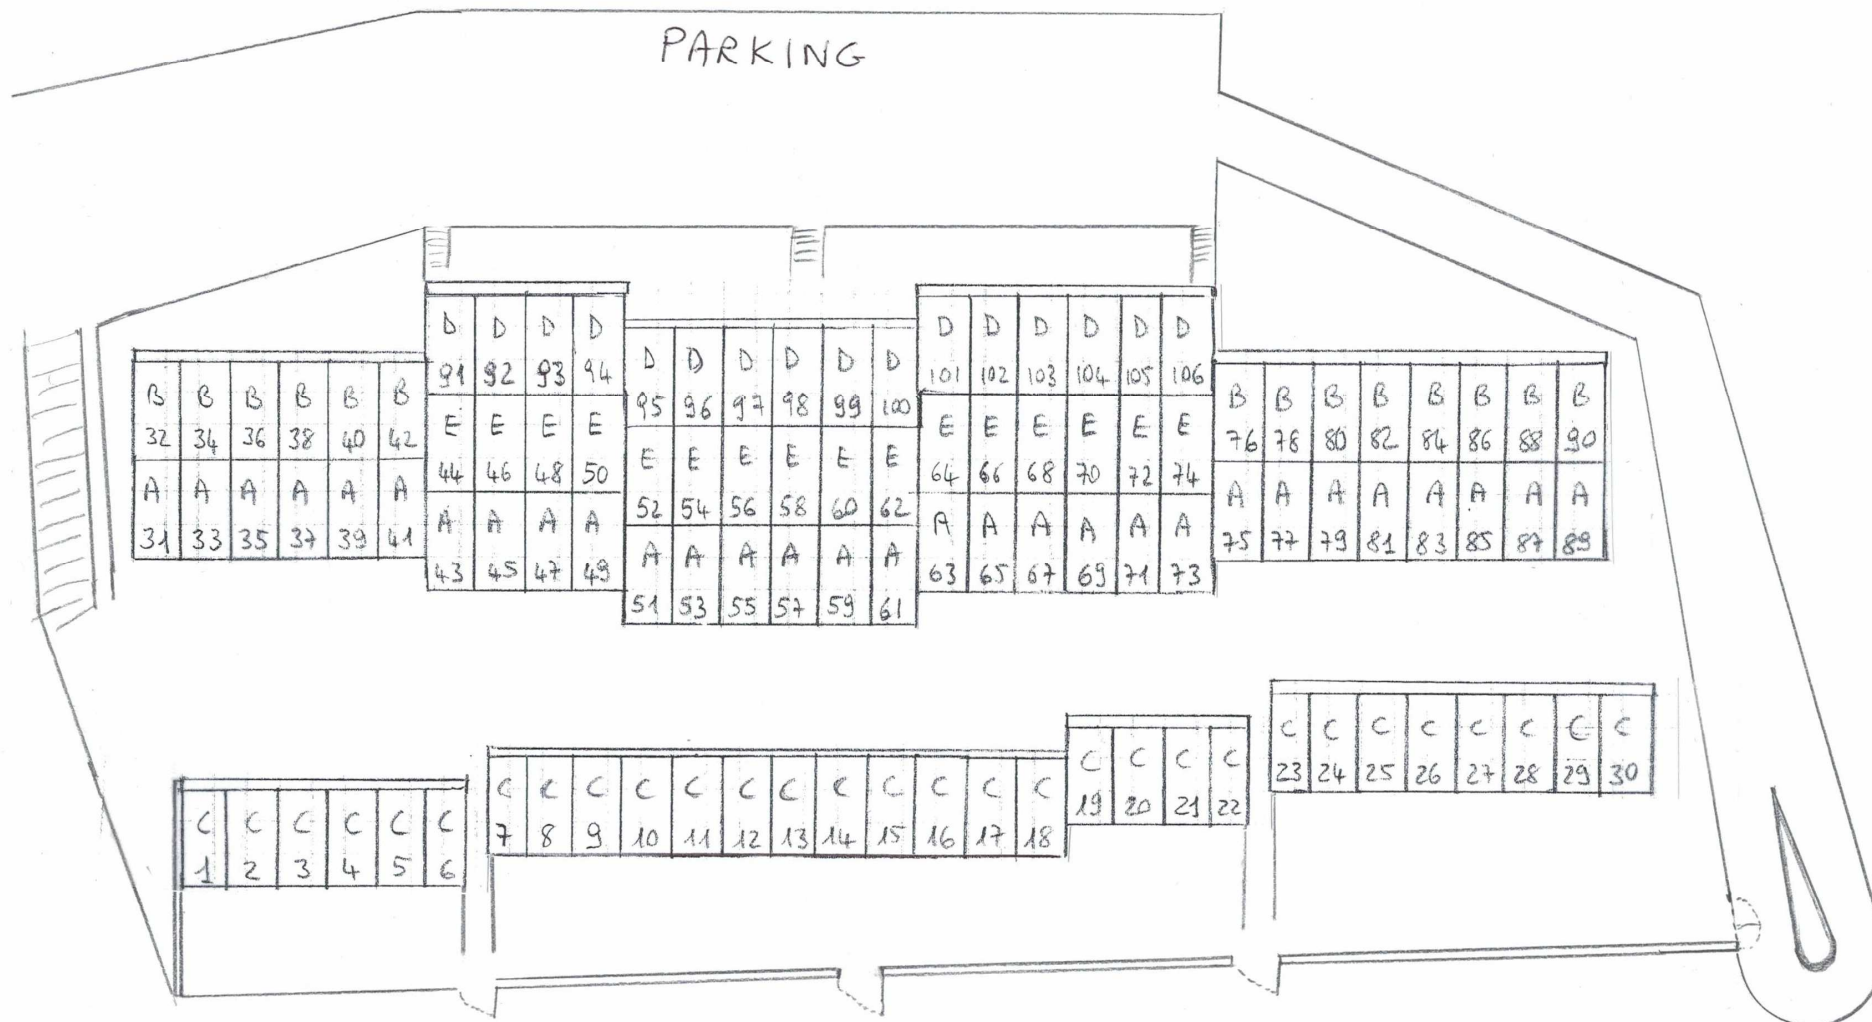 PARKING
D D D D
91 92 93 94
D D D D D D
95 96 97 98 99 100
D D D D D D
101 102 103 104 105 106
B B B B B B
32 34 36 38 40 42
E E E E
44 46 48 50
E E E E E E
52 54 56 58 60 62
E E E E E E
64 66 68 70 72 74
B B B B B B B B
76 78 80 82 84 86 88 90
A A A A A A
31 33 35 37 39 41
A A A A
43 45 47 49
A A A A A A
51 53 55 57 59 61
A A A A A A
63 65 67 69 71 73
A A A A A A A A
75 77 79 81 83 85 87 89
C C C C C C
1 2 3 4 5 6
C C C C C C C C C C C C
7 8 9 10 11 12 13 14 15 16 17 18
C C C C
19 20 21 22
C C C C C C C C
23 24 25 26 27 28 29 30